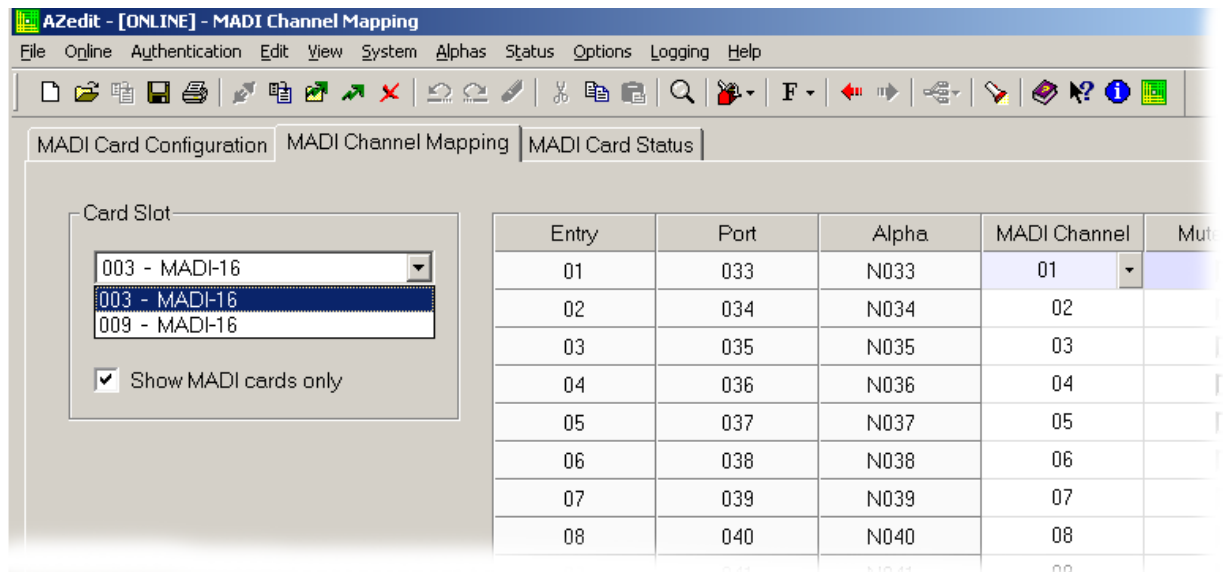 AZedit - [ONLINE] - MADI Channel Mapping
File Online Authentication Edit View System Alphas Status Options Logging Help
F
MADI Card Configuration MADI Channel Mapping MADI Card Status
Card Slot
003 - MADI-16
003 - MADI-16
009 - MADI-16
Show MADI cards only
Entry Port Alpha MADI Channel Mute
01 033 N033 01
02 034 N034 02
03 035 N035 03
04 036 N036 04
05 037 N037 05
06 038 N038 06
07 039 N039 07
08 040 N040 08